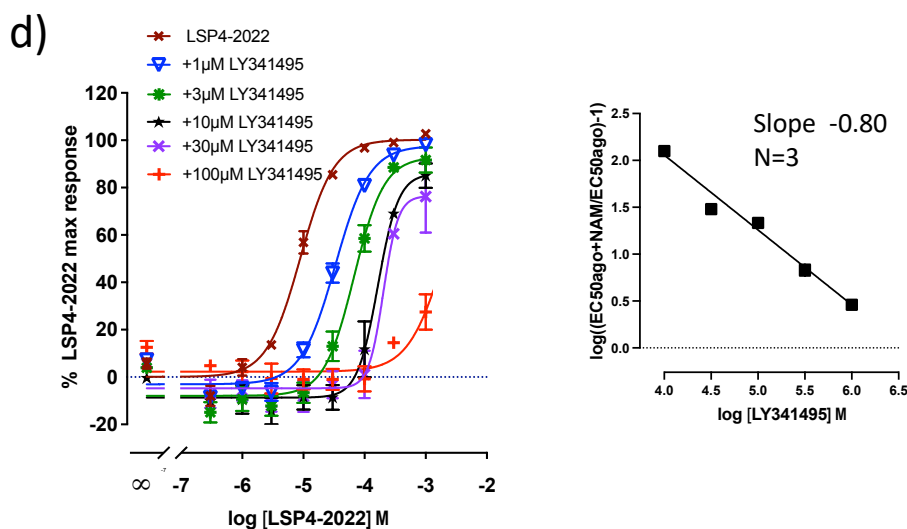 d)
LSP4-2022
+1µM LY341495
+3µM LY341495
+10µM LY341495
+30µM LY341495
+100µM LY341495
% LSP4-2022 max response
120
100
80
60
40
20
0
-20
∞ -7 -7 -6 -5 -4 -3 -2
log [LSP4-2022] M
Slope -0.80
N=3
log((EC50ago+NAM/EC50ago)-1)
2.5
2.0
1.5
1.0
0.5
0.0
4.0 4.5 5.0 5.5 6.0 6.5
log [LY341495] M